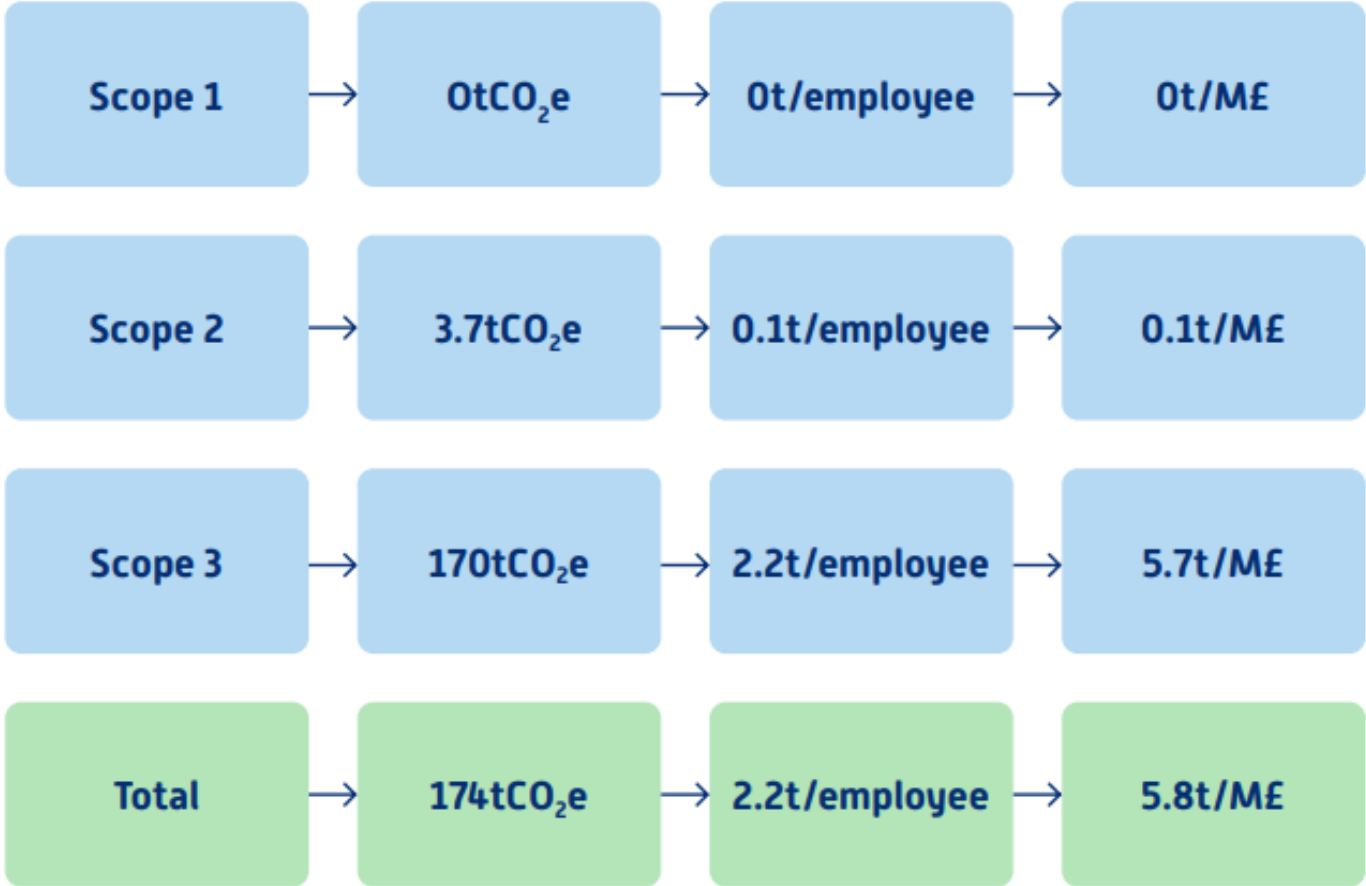 Scope 1 → 0tCO₂e → 0t/employee → 0t/M£
Scope 2 → 3.7tCO₂e → 0.1t/employee → 0.1t/M£
Scope 3 → 170tCO₂e → 2.2t/employee → 5.7t/M£
Total → 174tCO₂e → 2.2t/employee → 5.8t/M£